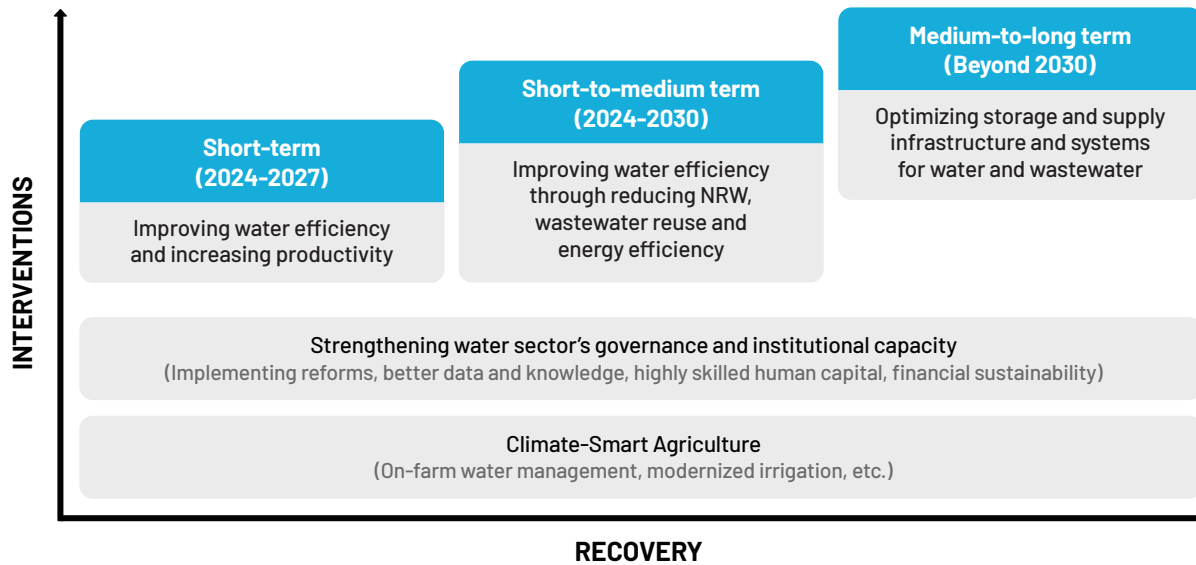 INTERVENTIONS
Short-term
(2024-2027)
Improving water efficiency
and increasing productivity
Short-to-medium term
(2024-2030)
Improving water efficiency
through reducing NRW,
wastewater reuse and
energy efficiency
Medium-to-long term
(Beyond 2030)
Optimizing storage and supply
infrastructure and systems
for water and wastewater
Strengthening water sector’s governance and institutional capacity
(Implementing reforms, better data and knowledge, highly skilled human capital, financial sustainability)
Climate-Smart Agriculture
(On-farm water management, modernized irrigation, etc.)
RECOVERY